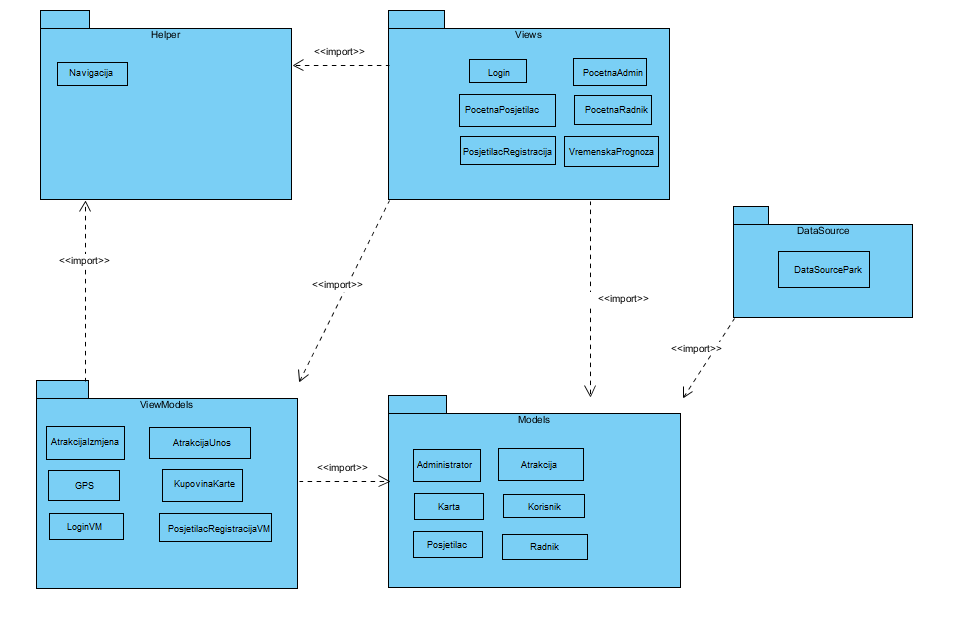 Helper
Navigacija
<<import>>
Views
Login
PocetnaAdmin
PocetnaPosjetilac
PocetnaRadnik
PosjetilacRegistracija
VremenskaPrognoza
<<import>>
<<import>>
<<import>>
DataSource
DataSourcePark
<<import>>
ViewModels
AtrakcijaIzmjena
AtrakcijaUnos
GPS
KupovinaKarte
LoginVM
PosjetilacRegistracijaVM
<<import>>
Models
Administrator
Atrakcija
Karta
Korisnik
Posjetilac
Radnik